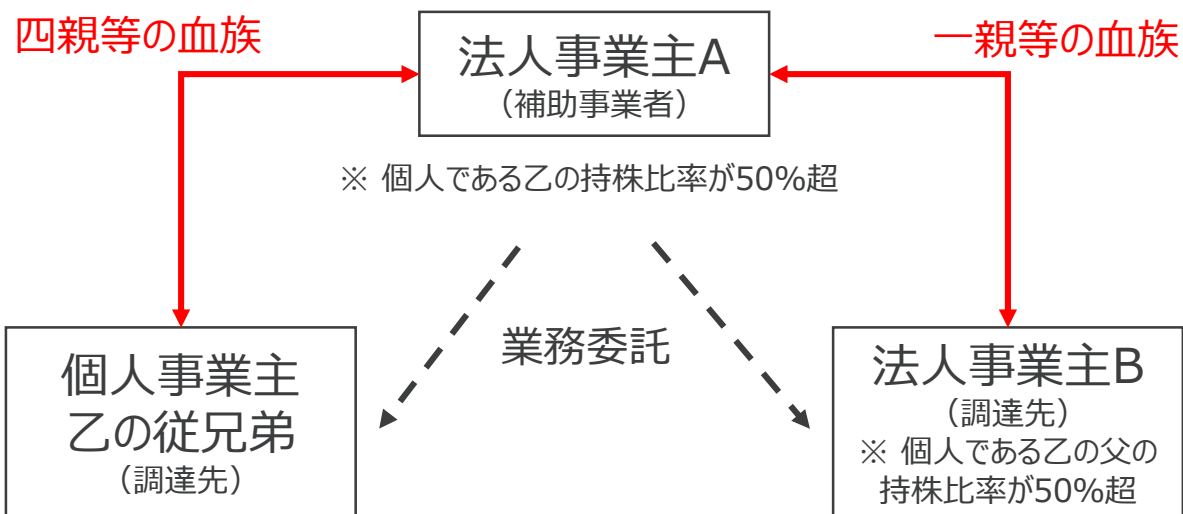 四親等の血族
法人事業主A
（補助事業者）
一親等の血族
※ 個人である乙の持株比率が50%超
業務委託
個人事業主
乙の従兄弟
（調達先）
法人事業主B
（調達先）
※ 個人である乙の父の
持株比率が50%超